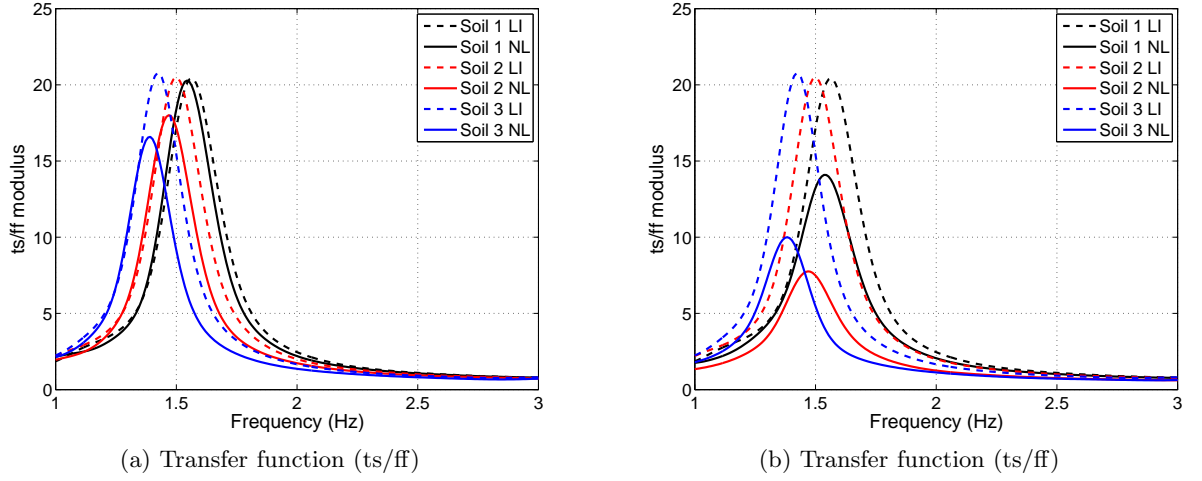 25
20
15
10
5
0
ts/ff modulus
1
1.5
2
2.5
3
Frequency (Hz)
Soil 1 LI
Soil 1 NL
Soil 2 LI
Soil 2 NL
Soil 3 LI
Soil 3 NL
(a) Transfer function (ts/ff)
25
20
15
10
5
0
ts/ff modulus
1
1.5
2
2.5
3
Frequency (Hz)
Soil 1 LI
Soil 1 NL
Soil 2 LI
Soil 2 NL
Soil 3 LI
Soil 3 NL
(b) Transfer function (ts/ff)